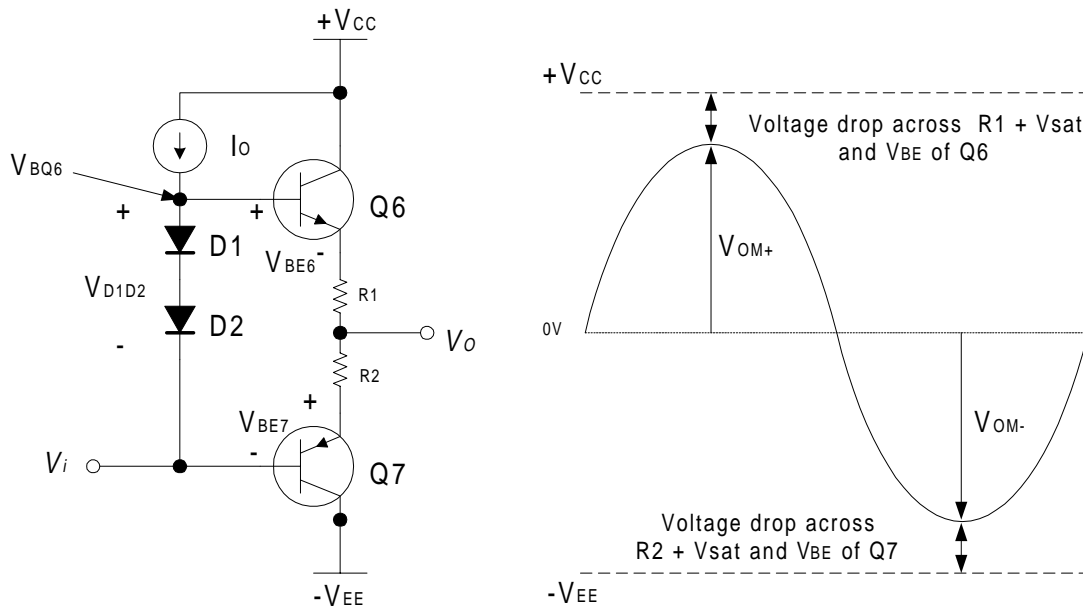 +VCC
IO
VBQ6
+
+
Q6
D1
VBE6
-
VD1D2
R1
D2
VO
-
R2
+
VBE7
Vi
-
Q7
-VEE
+VCC
Voltage drop across R1 + Vsat
and VBE of Q6
VOM+
0V
VOM-
Voltage drop across
R2 + Vsat and VBE of Q7
-VEE